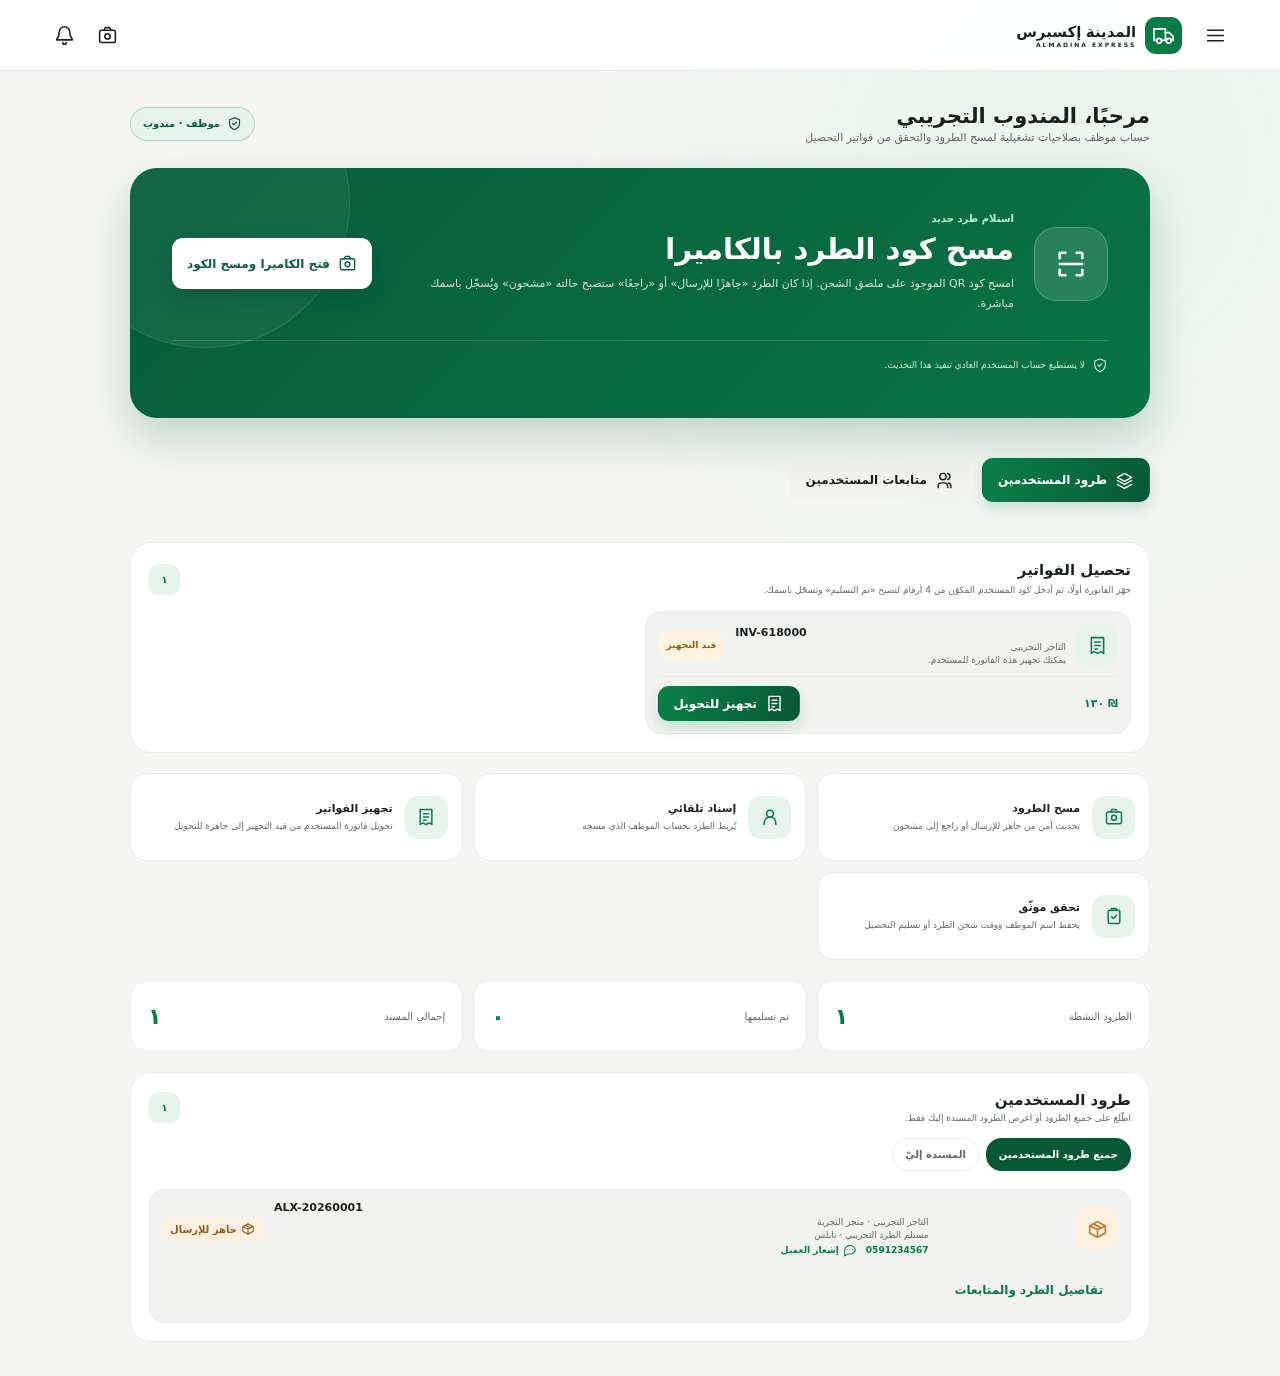 المدينة إكسبرس
ALMADINA EXPRESS
مرحبًا، المندوب التجريبي
حساب موظف بصلاحيات تشغيلية لمسح الطرود والتحقق من فواتير التحصيل
موظف · مندوب
استلام طرد جديد
مسح كود الطرد بالكاميرا
امسح كود QR الموجود على ملصق الشحن. إذا كان الطرد «جاهزًا للإرسال» أو «راجعًا» ستصبح حالته «مشحون» ويُسجّل باسمك
مباشرة.
فتح الكاميرا ومسح الكود
لا يستطيع حساب المستخدم العادي تنفيذ هذا التحديث.
طرود المستخدمين
متابعات المستخدمين
تحصيل الفواتير
جهّز الفاتورة أولًا، ثم أدخل كود المستخدم المكوّن من 4 أرقام لتصبح «تم التسليم» وتسجّل باسمك.
١
INV-618000
التاجر التجريبي
يمكنك تجهيز هذه الفاتورة للمستخدم.
قيد التجهيز
₪ ١٣٠
تجهيز للتحويل
مسح الطرود
تحديث آمن من جاهز للإرسال أو راجع إلى مشحون
إسناد تلقائي
يُربط الطرد بحساب الموظف الذي مسحه
تجهيز الفواتير
تحويل فاتورة المستخدم من قيد التجهيز إلى جاهزة للتحويل
تحقق موثّق
يحفظ اسم الموظف ووقت شحن الطرد أو تسليم التحصيل
الطرود النشطة
١
تم تسليمها
٠
إجمالي المسند
١
طرود المستخدمين
اطّلع على جميع الطرود أو اعرض الطرود المسندة إليك فقط.
١
جميع طرود المستخدمين
المسندة إليّ
ALX-20260001
التاجر التجريبي · متجر التجربة
مستلم الطرد التجريبي · نابلس
0591234567 إشعار العميل
جاهز للإرسال
تفاصيل الطرد والمتابعات